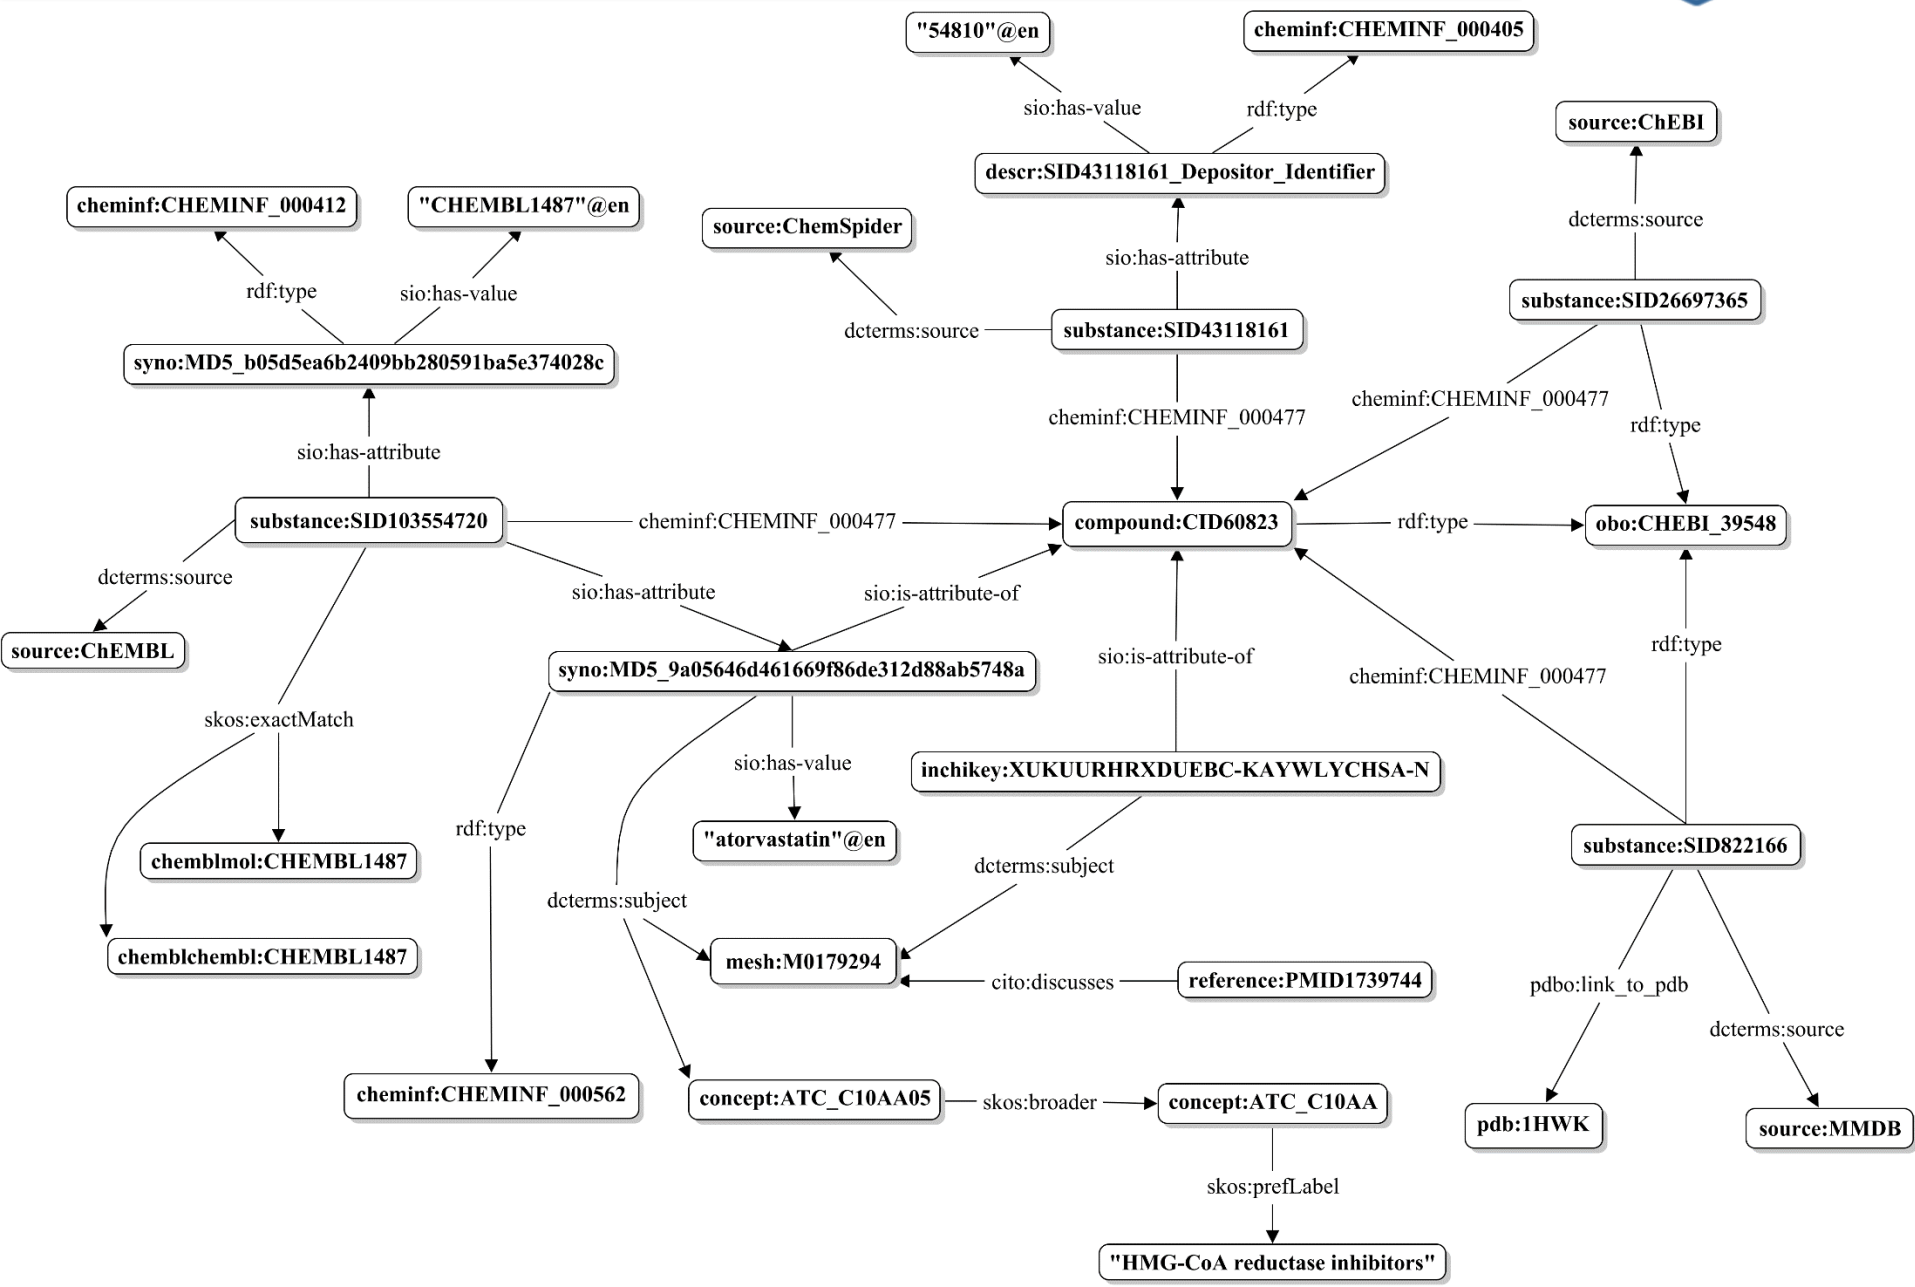 "54810"@en
cheminf:CHEMINF_000405
sio:has-value
rdf:type
source:ChEBI
descr:SID43118161_Depositor_Identifier
cheminf:CHEMINF_000412
"CHEMBL1487"@en
source:ChemSpider
dcterms:source
sio:has-attribute
rdf:type
sio:has-value
substance:SID26697365
dcterms:source
substance:SID43118161
syno:MD5_b05d5ea6b2409bb280591ba5e374028c
cheminf:CHEMINF_000477
cheminf:CHEMINF_000477
rdf:type
sio:has-attribute
substance:SID103554720
cheminf:CHEMINF_000477
compound:CID60823
rdf:type
obo:CHEBI_39548
dcterms:source
sio:has-attribute
sio:is-attribute-of
source:ChEMBL
sio:is-attribute-of
rdf:type
syno:MD5_9a05646d461669f86de312d88ab5748a
cheminf:CHEMINF_000477
skos:exactMatch
sio:has-value
inchikey:XUKUURHRXDUEBC-KAYWLYCHSA-N
rdf:type
"atorvastatin"@en
substance:SID822166
chemblmol:CHEMBL1487
dcterms:subject
dcterms:subject
chemblchembl:CHEMBL1487
mesh:M0179294
cito:discusses
reference:PMID1739744
pdbo:link_to_pdb
dcterms:source
cheminf:CHEMINF_000562
concept:ATC_C10AA05
skos:broader
concept:ATC_C10AA
pdb:1HWK
source:MMDB
skos:prefLabel
"HMG-CoA reductase inhibitors"